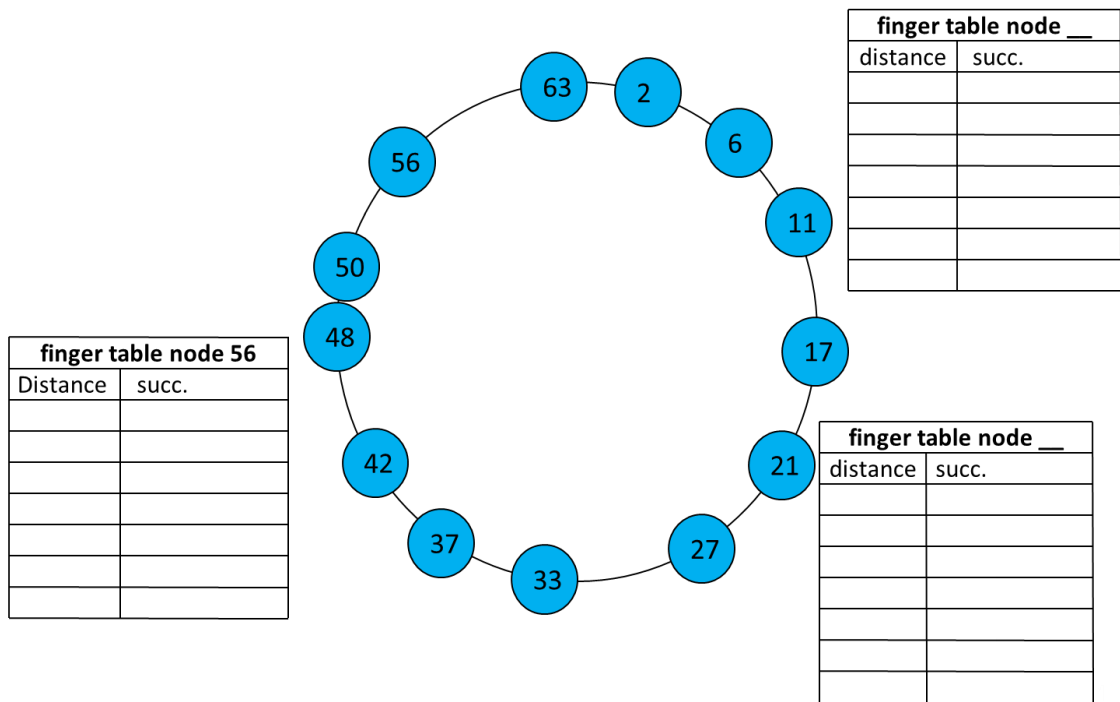 finger table node __
distance succ.
63
2
6
56
11
50
48
17
finger table node 56
Distance succ.
42
21
finger table node __
distance succ.
37
27
33